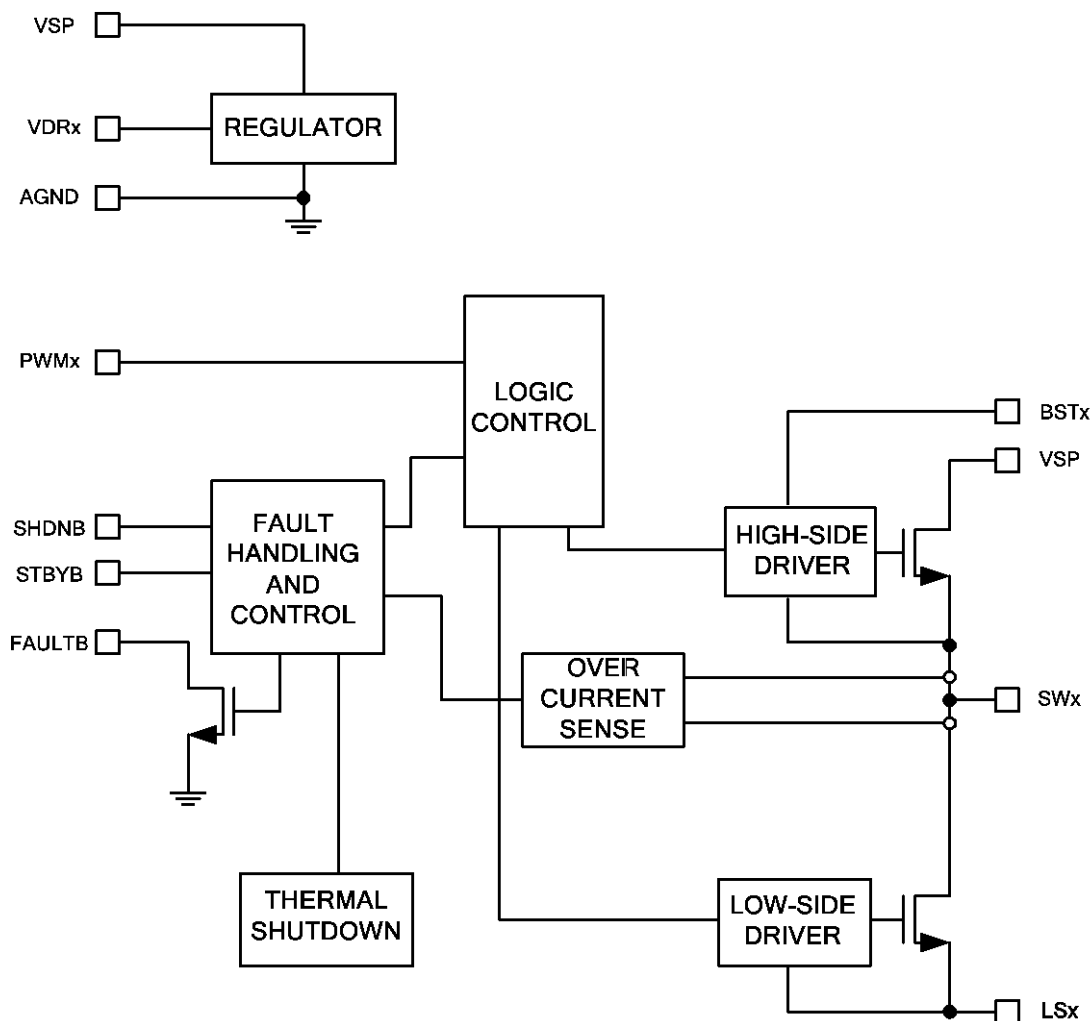 VSP
VDRx
REGULATOR
AGND
PWMx
LOGIC
CONTROL
BSTx
VSP
SHDNB
STBYB
FAULTB
FAULT
HANDLING
AND
CONTROL
HIGH-SIDE
DRIVER
OVER
CURRENT
SENSE
SWx
THERMAL
SHUTDOWN
LOW-SIDE
DRIVER
LSx